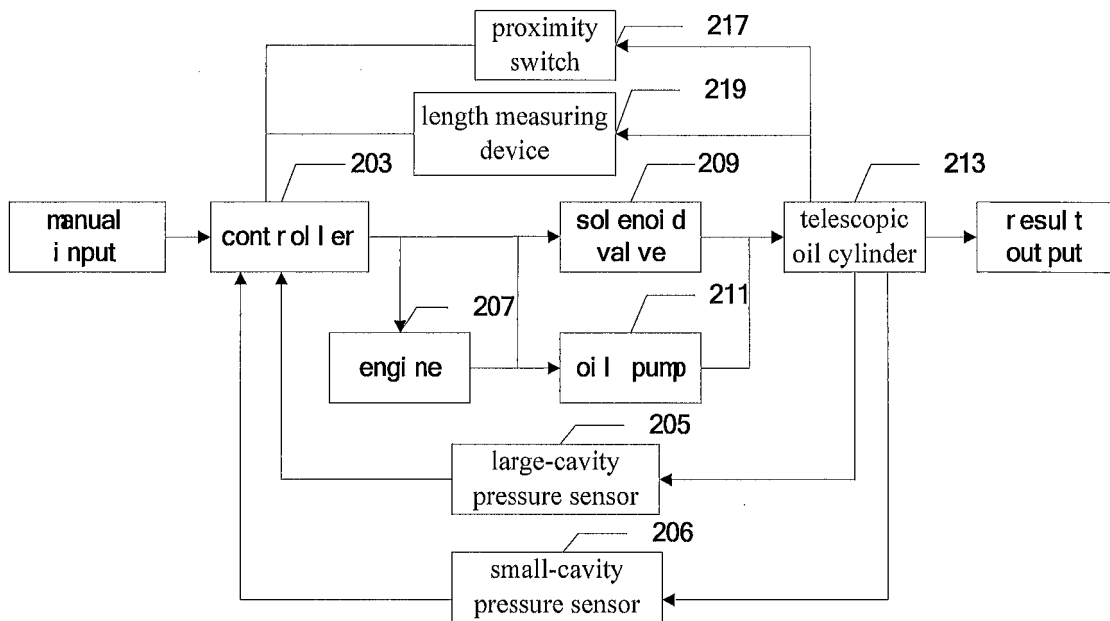 proximity
switch
217
length measuring
device
219
203
209
213
manual
input
controller
solenoid
valve
telescopic
oil cylinder
result
output
207
211
engine
oil pump
205
large-cavity
pressure sensor
206
small-cavity
pressure sensor